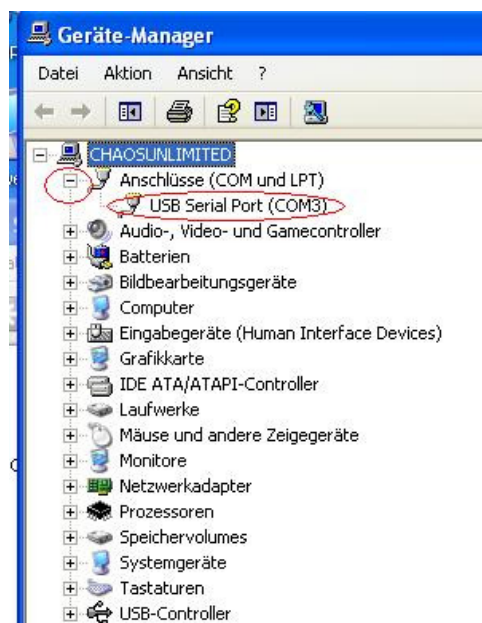 Geräte-Manager
Datei Aktion Ansicht ?
CHAOSUNLIMITED
Anschlüsse (COM und LPT)
USB Serial Port (COM3)
Audio-, Video- und Gamecontroller
Batterien
Bildbearbeitungsgeräte
Computer
Eingabegeräte (Human Interface Devices)
Grafikkarte
IDE ATA/ATAPI-Controller
Laufwerke
Mäuse und andere Zeigegeräte
Monitore
Netzwerkadapter
Prozessoren
Speichervolumes
Systemgeräte
Tastaturen
USB-Controller